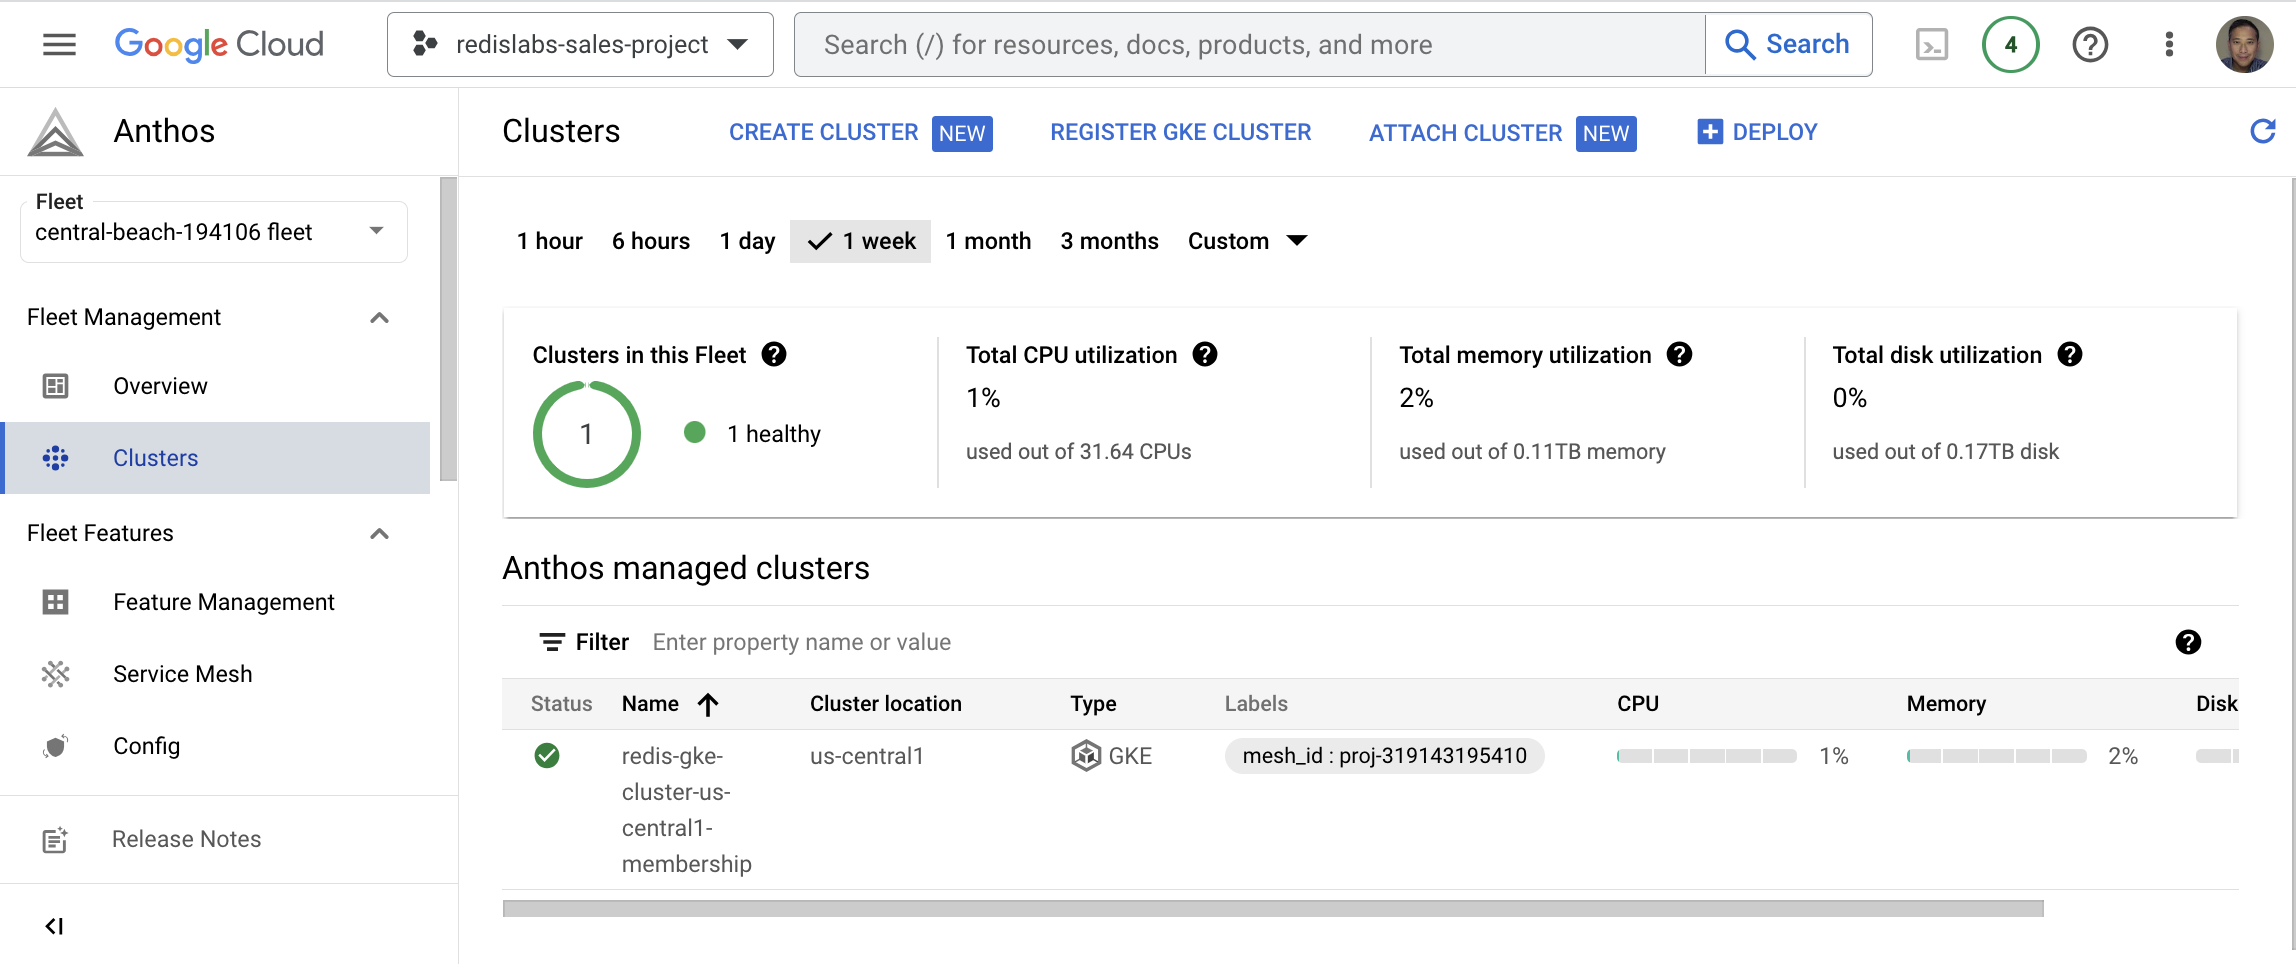 Google Cloud
redislabs-sales-project
Search (/) for resources, docs, products, and more
Search
4
Anthos
Clusters
CREATE CLUSTER NEW
REGISTER GKE CLUSTER
ATTACH CLUSTER NEW
DEPLOY
Fleet
central-beach-194106 fleet
Fleet Management
Overview
Clusters
Fleet Features
Feature Management
Service Mesh
Config
Release Notes
1 hour 6 hours 1 day 1 week 1 month 3 months Custom
Clusters in this Fleet
1
1 healthy
Total CPU utilization
1%
used out of 31.64 CPUs
Total memory utilization
2%
used out of 0.11TB memory
Total disk utilization
0%
used out of 0.17TB disk
Anthos managed clusters
Filter Enter property name or value
Status Name Cluster location Type Labels CPU Memory Disk
redis-gke-
cluster-us-
central1-
membership
us-central1
GKE
mesh_id : proj-319143195410
1%
2%